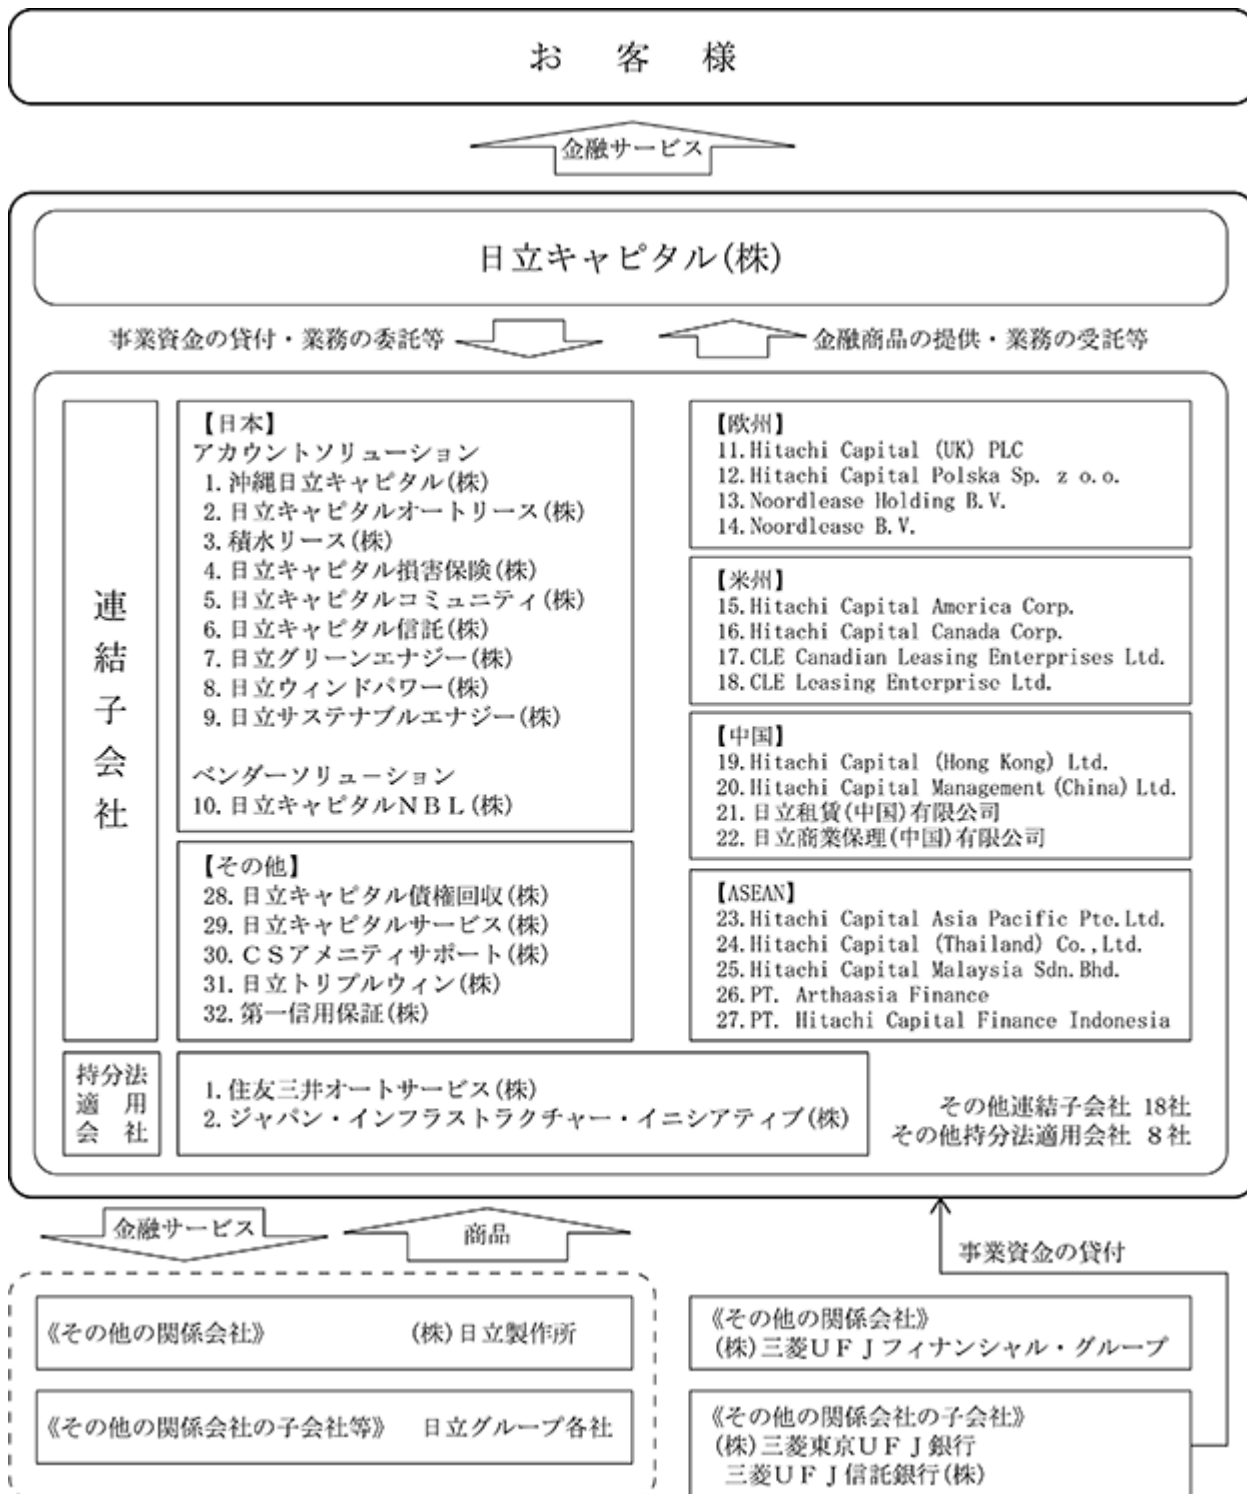 お客様
金融サービス
日立キャピタル(株)
事業資金の貸付・業務の委託等
金融商品の提供・業務の受託等
連結子会社
【日本】
アカウントソリューション
1.沖縄日立キャピタル(株)
2.日立キャピタルオートリース(株)
3.積水リース(株)
4.日立キャピタル損害保険(株)
5.日立キャピタルコミュニティ(株)
6.日立キャピタル信託(株)
7.日立グリーンエナジー(株)
8.日立ウィンドパワー(株)
9.日立サステナブルエナジー(株)
ベンダーソリューション
10.日立キャピタルNBL(株)
【その他】
28.日立キャピタル債権回収(株)
29.日立キャピタルサービス(株)
30.CSアメニティサポート(株)
31.日立トリプルウィン(株)
32.第一信用保証(株)
【欧州】
11.Hitachi Capital (UK) PLC
12.Hitachi Capital Polska Sp. z o.o.
13.Noordlease Holding B.V.
14.Noordlease B.V.
【米州】
15.Hitachi Capital America Corp.
16.Hitachi Capital Canada Corp.
17.CLE Canadian Leasing Enterprises Ltd.
18.CLE Leasing Enterprise Ltd.
【中国】
19.Hitachi Capital (Hong Kong) Ltd.
20.Hitachi Capital Management (China) Ltd.
21.日立租賃(中国)有限公司
22.日立商業保理(中国)有限公司
【ASEAN】
23.Hitachi Capital Asia Pacific Pte.Ltd.
24.Hitachi Capital (Thailand) Co.,Ltd.
25.Hitachi Capital Malaysia Sdn.Bhd.
26.PT. Arthaasia Finance
27.PT. Hitachi Capital Finance Indonesia
持分法
適用
会社
1.住友三井オートサービス(株)
2.ジャパン・インフラストラクチャー・イニシアティブ(株)
その他連結子会社 18社
その他持分法適用会社 8社
金融サービス
商品
事業資金の貸付
《その他の関係会社》 (株)日立製作所
《その他の関係会社の子会社等》 日立グループ各社
《その他の関係会社》
(株)三菱UFJフィナンシャル・グループ
《その他の関係会社の子会社》
(株)三菱東京UFJ銀行
三菱UFJ信託銀行(株)